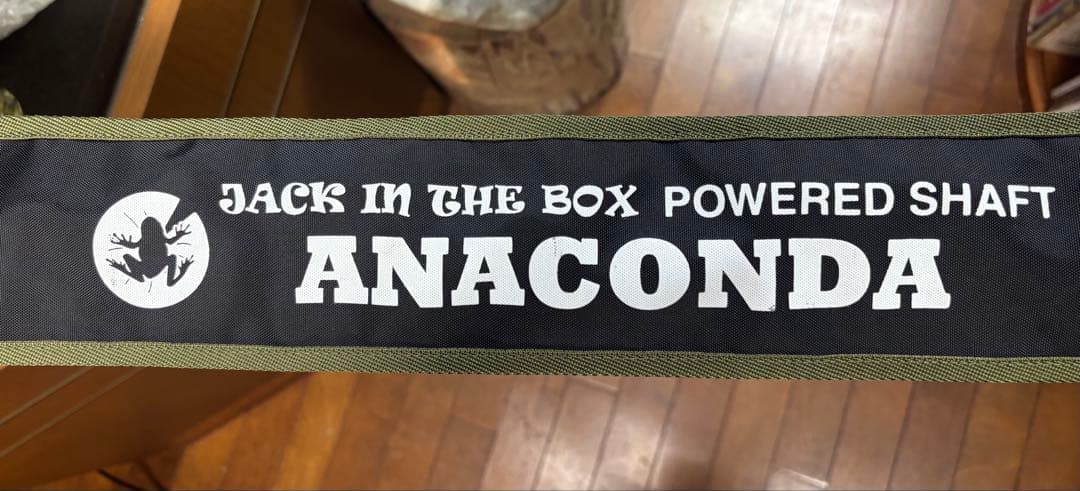 JACK IN THE BOX POWERED SHAFT
ANACONDA